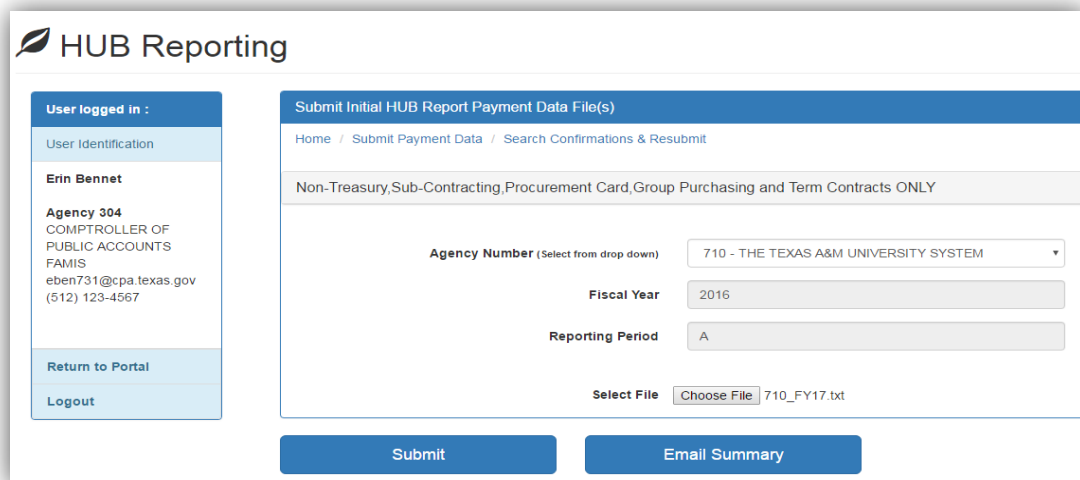 HUB Reporting
User logged in :
User Identification
Erin Bennet
Agency 304
COMPTROLLER OF
PUBLIC ACCOUNTS
FAMIS
eben731@cpa.texas.gov
(512) 123-4567
Return to Portal
Logout
Submit Initial HUB Report Payment Data File(s)
Home / Submit Payment Data / Search Confirmations & Resubmit
Non-Treasury,Sub-Contracting,Procurement Card,Group Purchasing and Term Contracts ONLY
Agency Number (Select from drop down) 710 - THE TEXAS A&M UNIVERSITY SYSTEM
Fiscal Year 2016
Reporting Period A
Select File Choose File 710_FY17.txt
Submit Email Summary